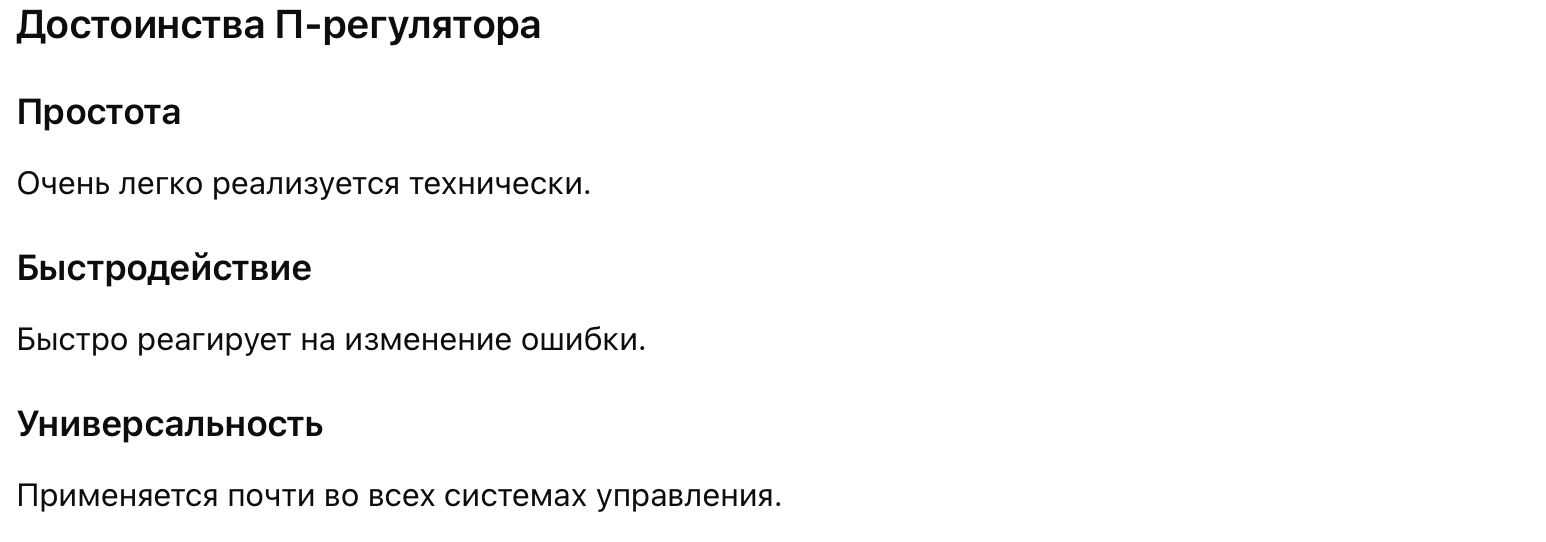 Достоинства П-регулятора
Простота
Очень легко реализуется технически.
Быстродействие
Быстро реагирует на изменение ошибки.
Универсальность
Применяется почти во всех системах управления.